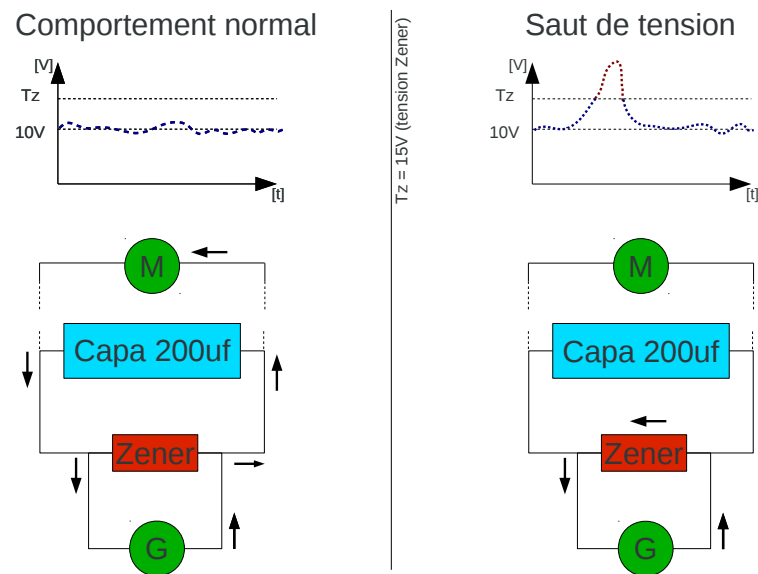 Comportement normal
[V]
Tz
10V
[t]
M
Capa 200uf
Zener
G
Tz = 15V (tension Zener)
Saut de tension
[V]
Tz
10V
[t]
M
Capa 200uf
Zener
G